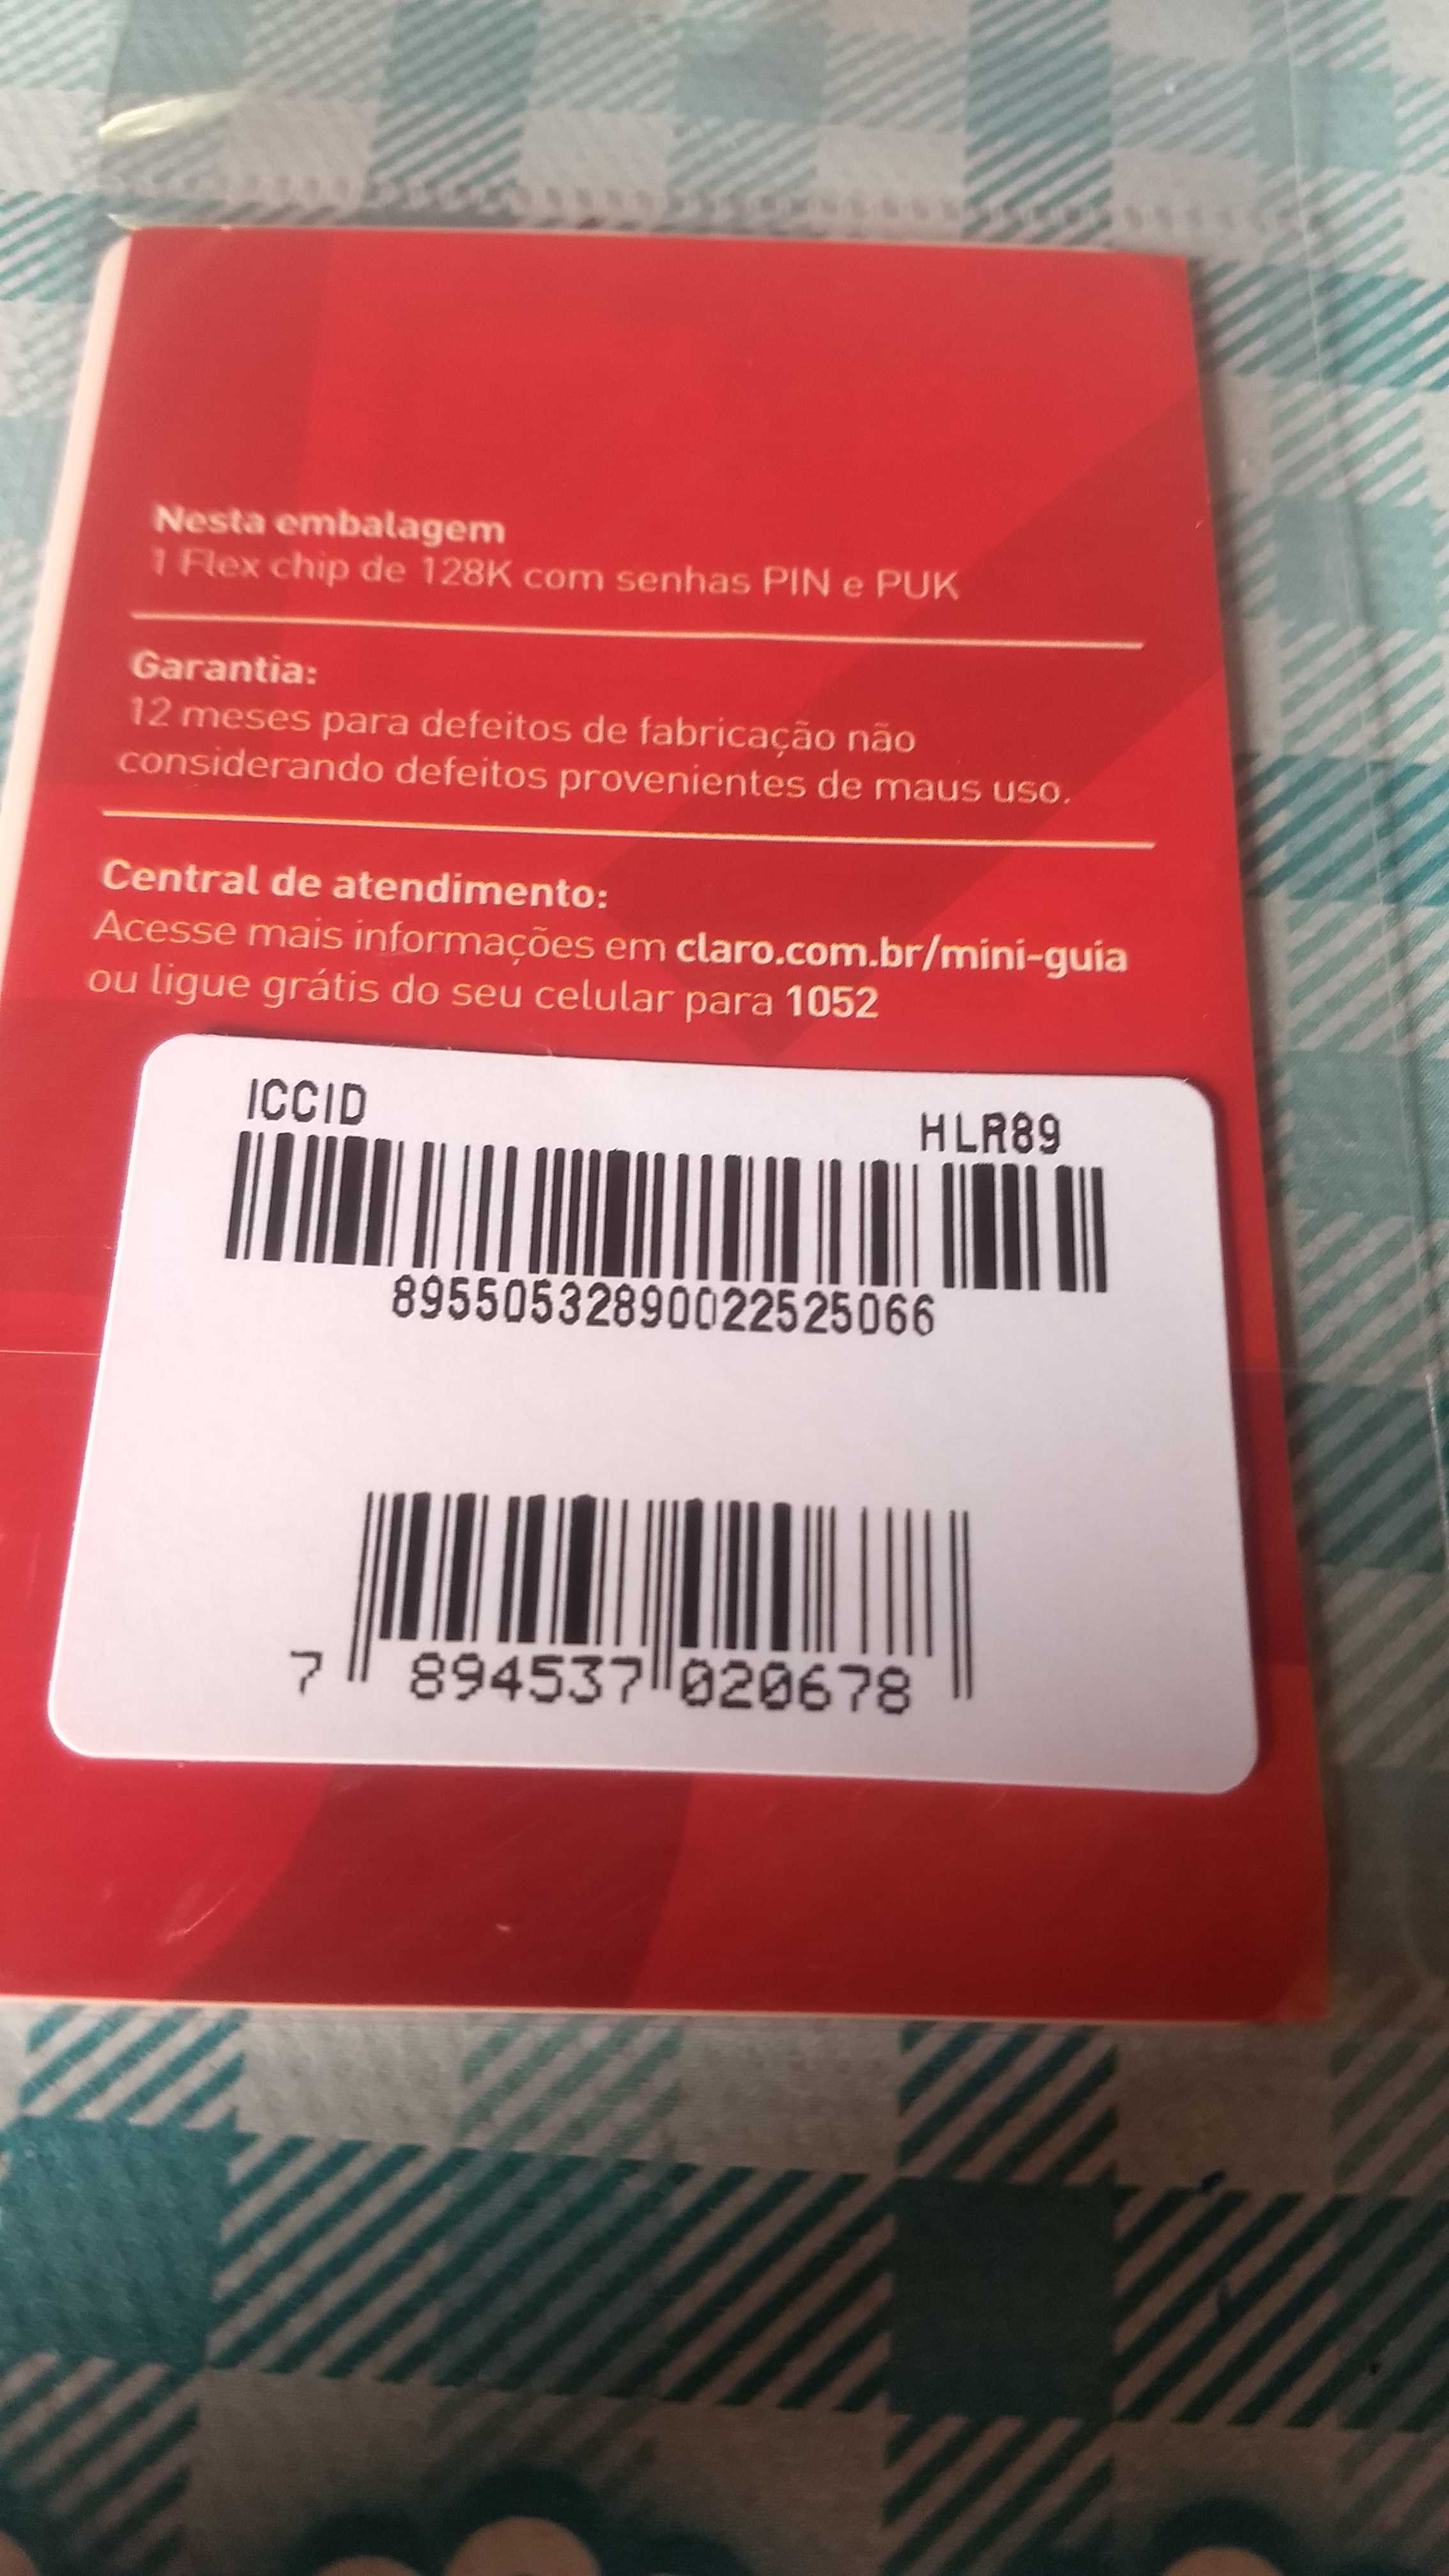 Nesta embalagem
1 Flex chip de 128K com senhas PIN e PUK
Garantia:
12 meses para defeitos de fabricação não
considerando defeitos provenientes de maus uso.
Central de atendimento:
Acesse mais informações em claro.com.br/mini-guia
ou ligue grátis do seu celular para 1052
ICCID
HLR89
89550532890022525066
7 894537 020678